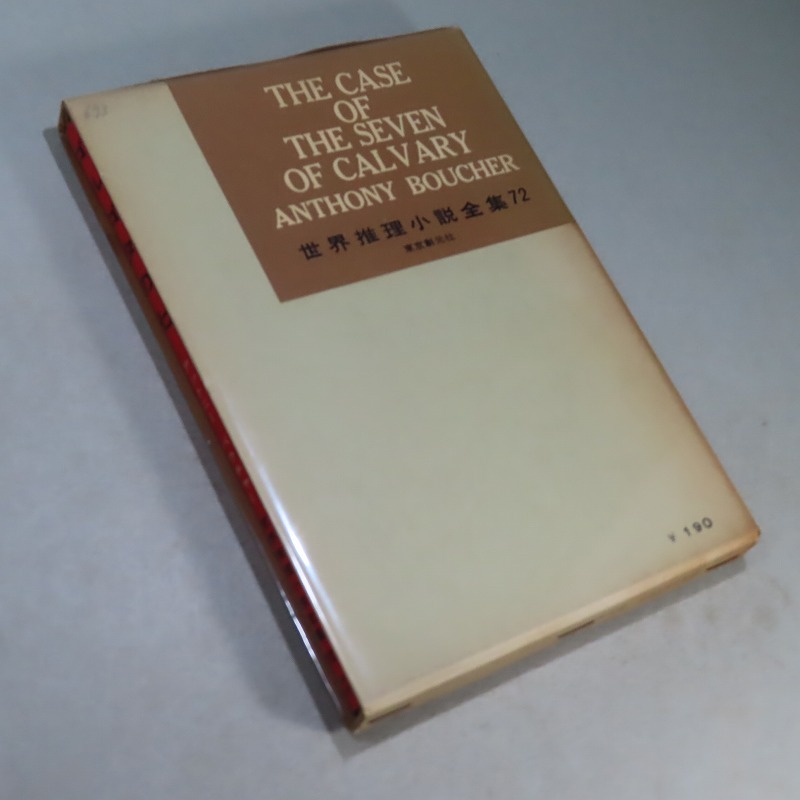 THE CASE
OF
THE SEVEN
OF CALVARY
ANTHONY BOUCHER
世界推理小説全集72
東京創元社
¥ 190